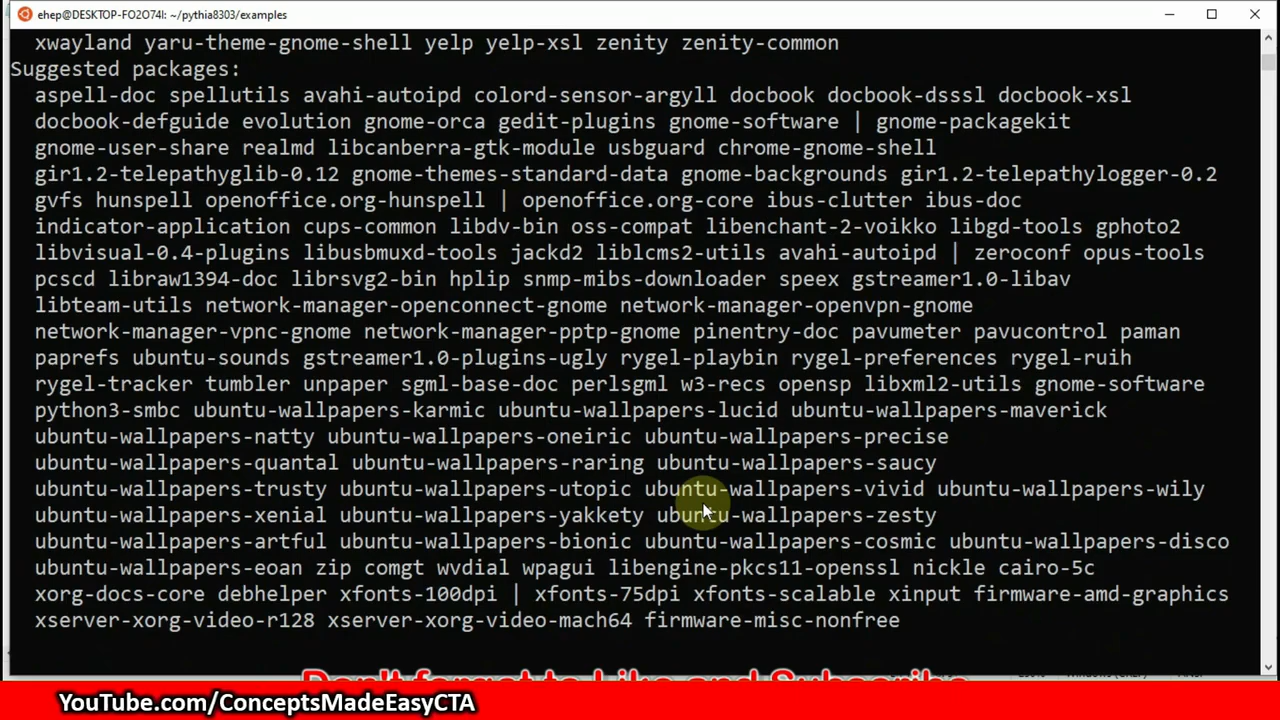 ehep@DESKTOP-FO2O74I: ~/pythia8303/examples
xwayland yaru-theme-gnome-shell yelp yelp-xsl zenity zenity-common
Suggested packages:
aspell-doc spellutils avahi-autoipd colord-sensor-argyll docbook docbook-dsssl docbook-xsl
docbook-defguide evolution gnome-orca gedit-plugins gnome-software | gnome-packagekit
gnome-user-share realmd libcanberra-gtk-module usbguard chrome-gnome-shell
gir1.2-telepathyglib-0.12 gnome-themes-standard-data gnome-backgrounds gir1.2-telepathylogger-0.2
gvfs hunspell openoffice.org-hunspell | openoffice.org-core ibus-clutter ibus-doc
indicator-application cups-common libdv-bin oss-compat libenchant-2-voikko libgd-tools gphoto2
libvisual-0.4-plugins libusbmuxd-tools jackd2 liblcms2-utils avahi-autoipd | zeroconf opus-tools
pcscd libraw1394-doc librsvg2-bin hplip snmp-mibs-downloader speex gstreamer1.0-libav
libteam-utils network-manager-openconnect-gnome network-manager-openvpn-gnome
network-manager-vpnc-gnome network-manager-pptp-gnome pinentry-doc pavumeter pavucontrol paman
paprefs ubuntu-sounds gstreamer1.0-plugins-ugly rygel-playbin rygel-preferences rygel-ruih
rygel-tracker tumbler unpaper sgml-base-doc perlsgml w3-recs opensp libxml2-utils gnome-software
python3-smbc ubuntu-wallpapers-karmic ubuntu-wallpapers-lucid ubuntu-wallpapers-maverick
ubuntu-wallpapers-natty ubuntu-wallpapers-oneiric ubuntu-wallpapers-precise
ubuntu-wallpapers-quantal ubuntu-wallpapers-raring ubuntu-wallpapers-saucy
ubuntu-wallpapers-trusty ubuntu-wallpapers-utopic ubuntu-wallpapers-vivid ubuntu-wallpapers-wily
ubuntu-wallpapers-xenial ubuntu-wallpapers-yakkety ubuntu-wallpapers-zesty
ubuntu-wallpapers-artful ubuntu-wallpapers-bionic ubuntu-wallpapers-cosmic ubuntu-wallpapers-disco
ubuntu-wallpapers-eoan zip comgt wvdial wpagui libengine-pkcs11-openssl nickle cairo-5c
xorg-docs-core debhelper xfonts-100dpi | xfonts-75dpi xfonts-scalable xinput firmware-amd-graphics
xserver-xorg-video-r128 xserver-xorg-video-mach64 firmware-misc-nonfree
Don't forget to Like and Subscribe
YouTube.com/ConceptsMadeEasyCTA